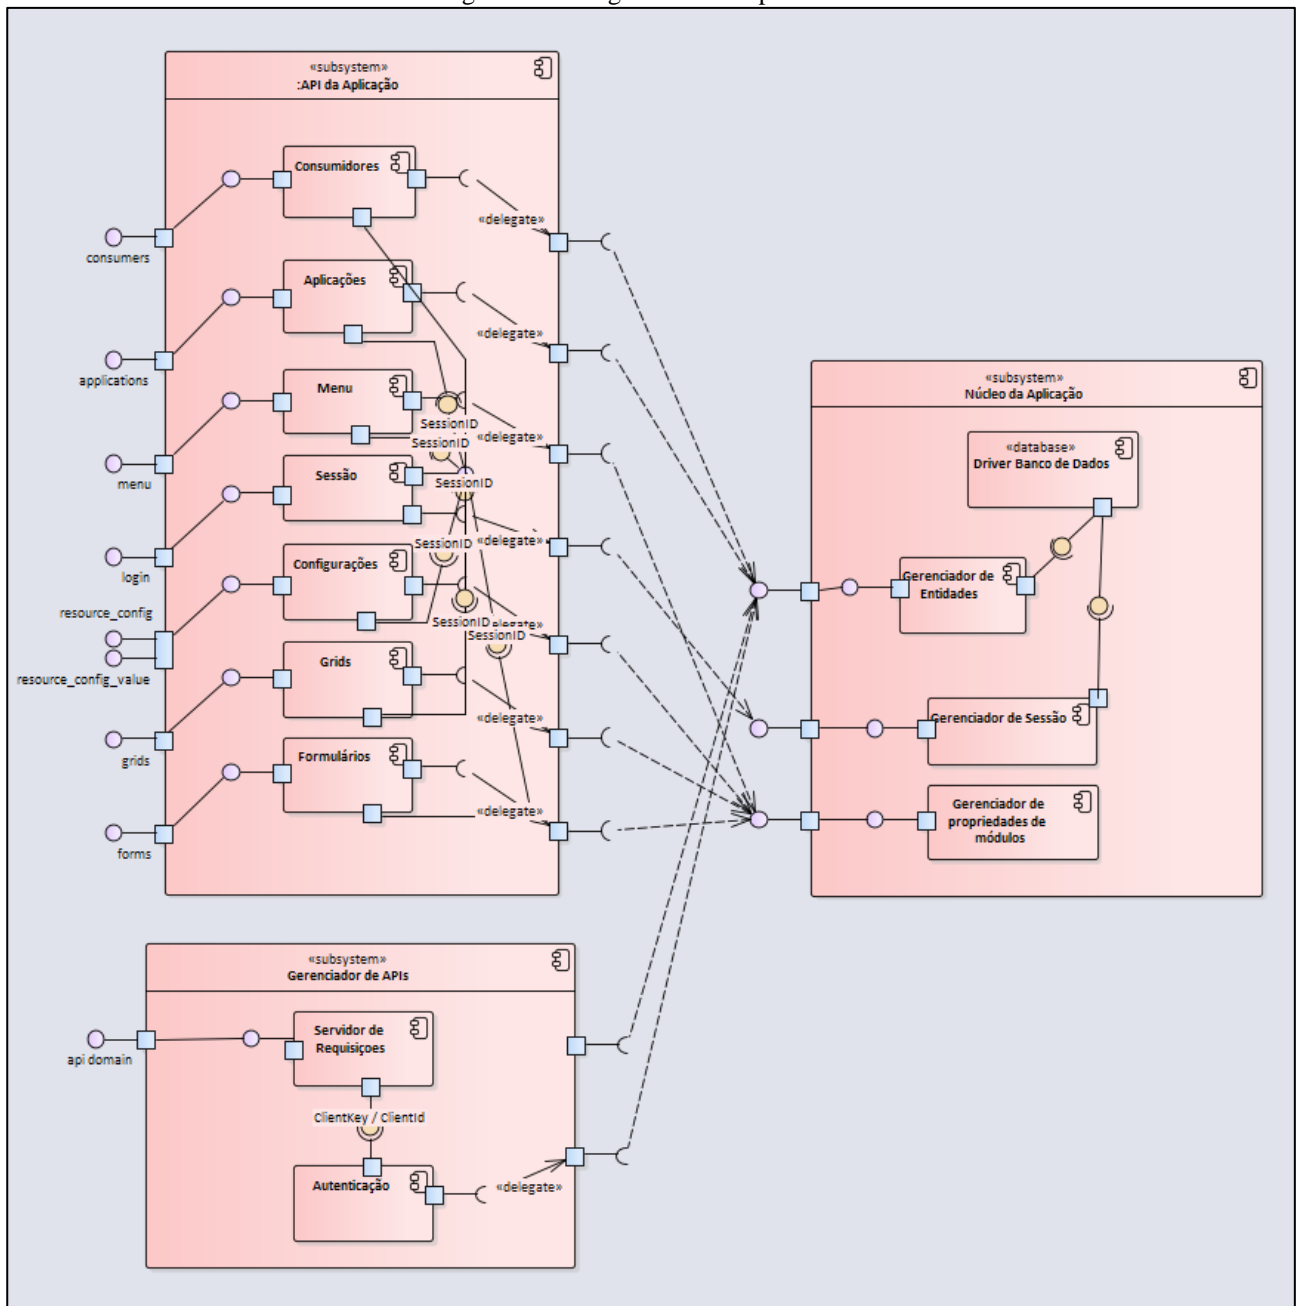 «subsystem»
:API da Aplicação
Consumidores
«delegate»
consumers
Aplicações
«delegate»
applications
Menu
SessionID
SessionID
«delegate»
menu
Sessão
SessionID
SessionID
«delegate»
login
Configurações
resource_config
SessionID
SessionID
resource_config_value
Grids
«delegate»
grids
Formulários
«delegate»
forms
«subsystem»
Núcleo da Aplicação
«database»
Driver Banco de Dados
Gerenciador de
Entidades
Gerenciador de Sessão
Gerenciador de
propriedades de
módulos
«subsystem»
Gerenciador de APIs
Servidor de
Requisiçoes
api domain
ClientKey / ClientId
Autenticação
«delegate»